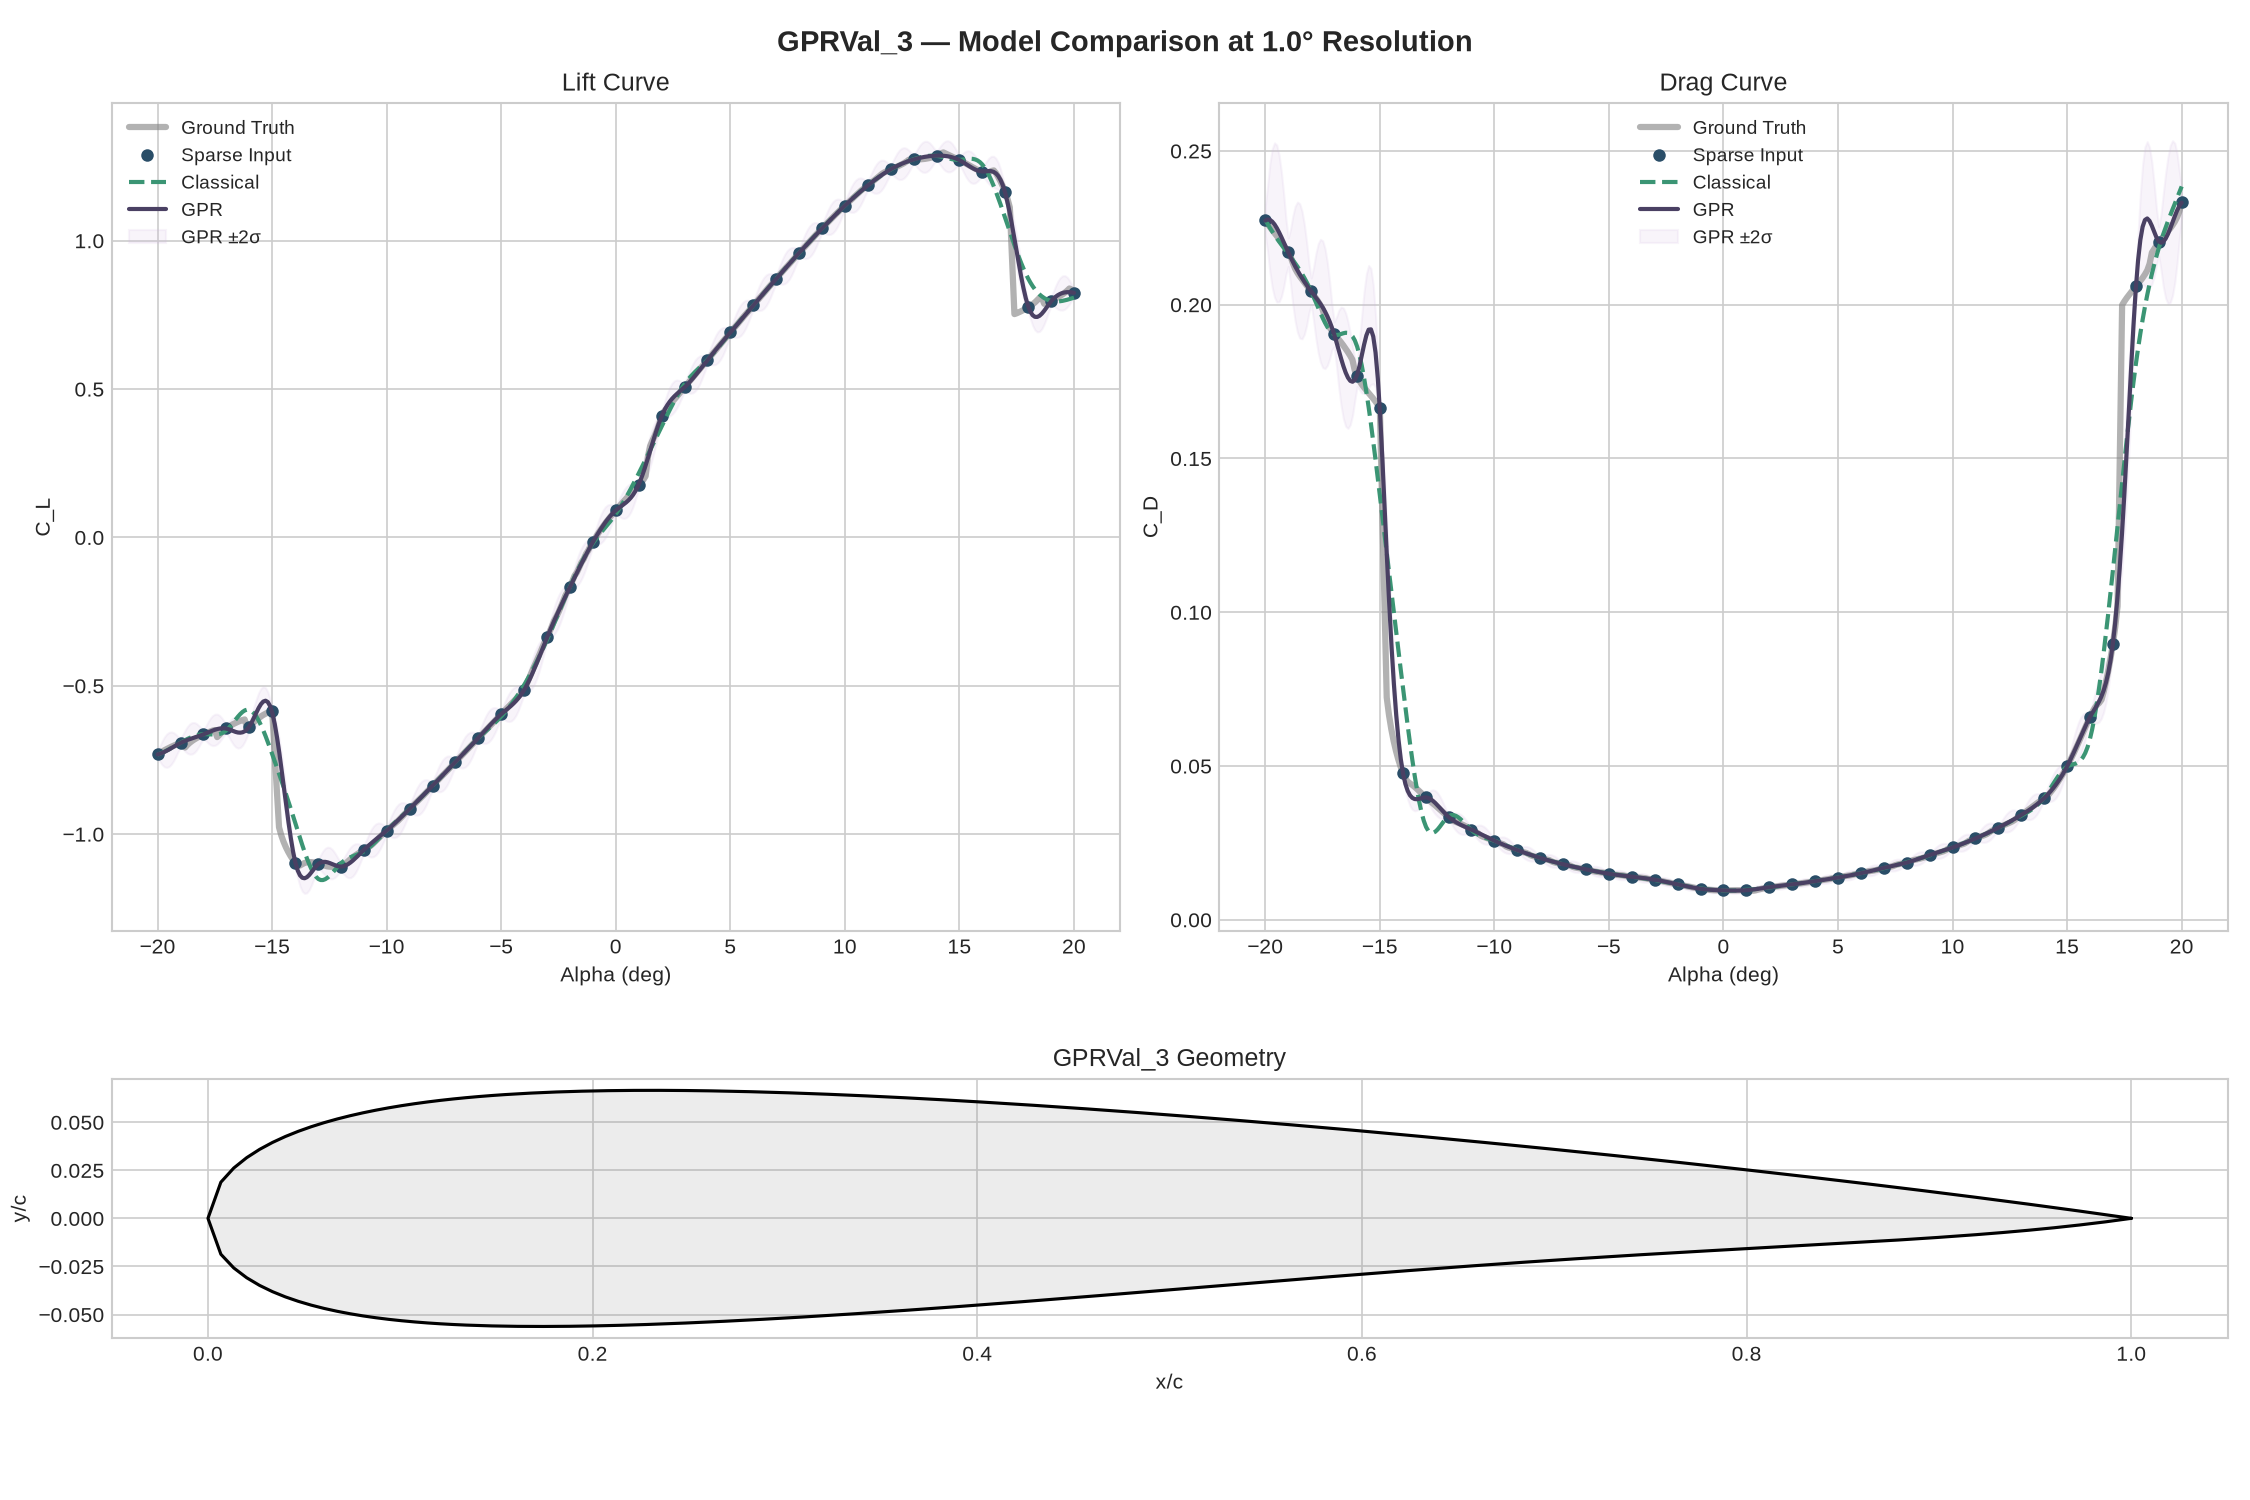 GPRVal_3 — Model Comparison at 1.0° Resolution
Lift Curve
Ground Truth
Sparse Input
Classical
GPR
GPR ±2σ
1.0
0.5
0.0
−0.5
−1.0
C_L
−20 −15 −10 −5 0 5 10 15 20
Alpha (deg)
Drag Curve
Ground Truth
Sparse Input
Classical
GPR
GPR ±2σ
0.25
0.20
0.15
0.10
0.05
0.00
C_D
−20 −15 −10 −5 0 5 10 15 20
Alpha (deg)
GPRVal_3 Geometry
0.050
0.025
0.000
−0.025
−0.050
y/c
0.0 0.2 0.4 0.6 0.8 1.0
x/c